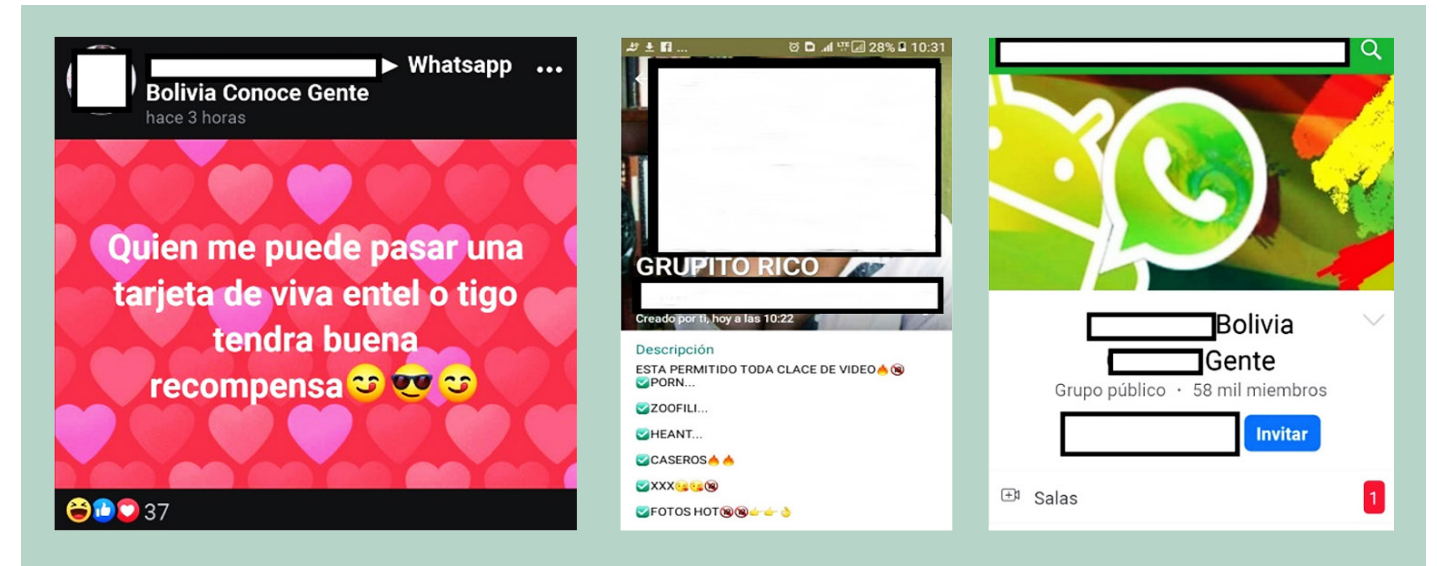 Whatsapp
Bolivia Conoce Gente
hace 3 horas
Quien me puede pasar una
tarjeta de viva entel o tigo
tendra buena
recompensa😋😎😋
37
28% 10:31
GRUPITO RICO
Creado por ti, hoy a las 10:22
Descripción
ESTA PERMITIDO TODA CLACE DE VIDEO🔥🔞
✅PORN...
✅ZOOFILI...
✅HEANT...
✅CASEROS🔥🔥
✅XXX😘😘🔞
✅FOTOS HOT🔞🔞👉👉👌
Bolivia
Gente
Grupo público · 58 mil miembros
Invitar
Salas
1